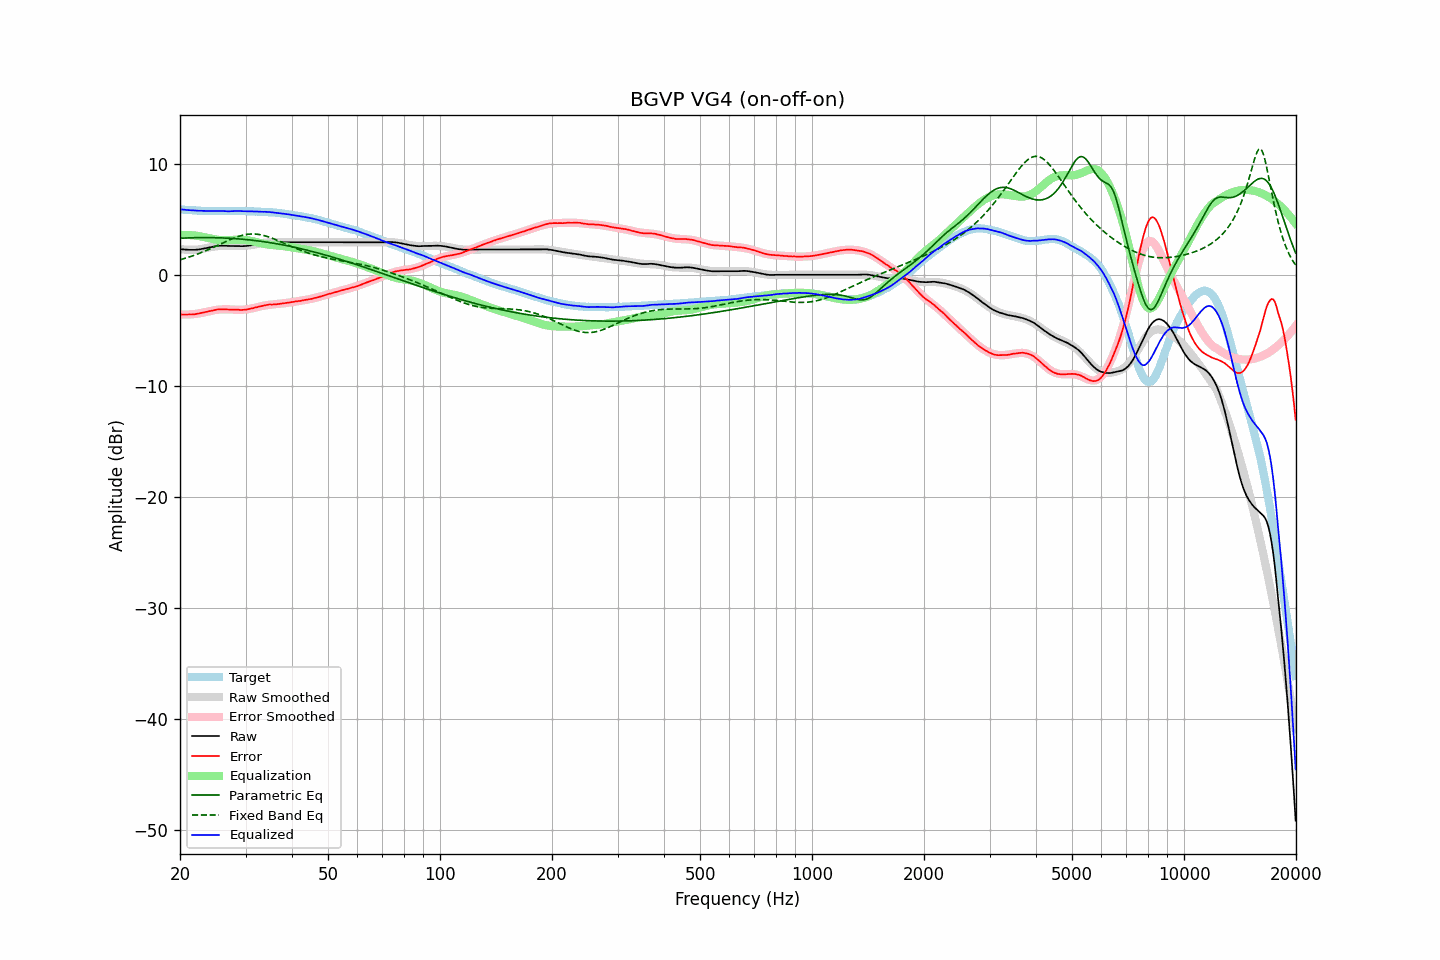 BGVP VG4 (on-off-on)
10
0
−10
−20
−30
−40
−50
Amplitude (dBr)
Target
Raw Smoothed
Error Smoothed
Raw
Error
Equalization
Parametric Eq
Fixed Band Eq
Equalized
20
50
100
200
500
1000
2000
5000
10000
20000
Frequency (Hz)